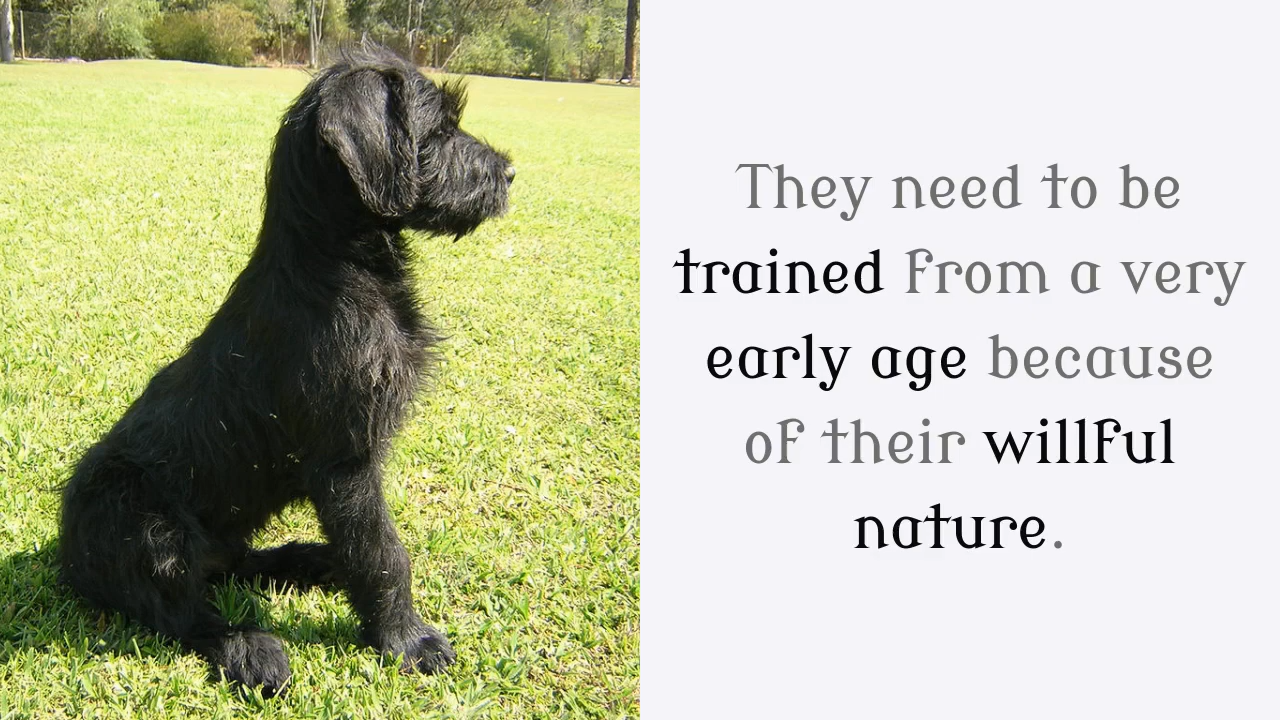 They need to be
trained from a very
early age because
of their willful
nature.